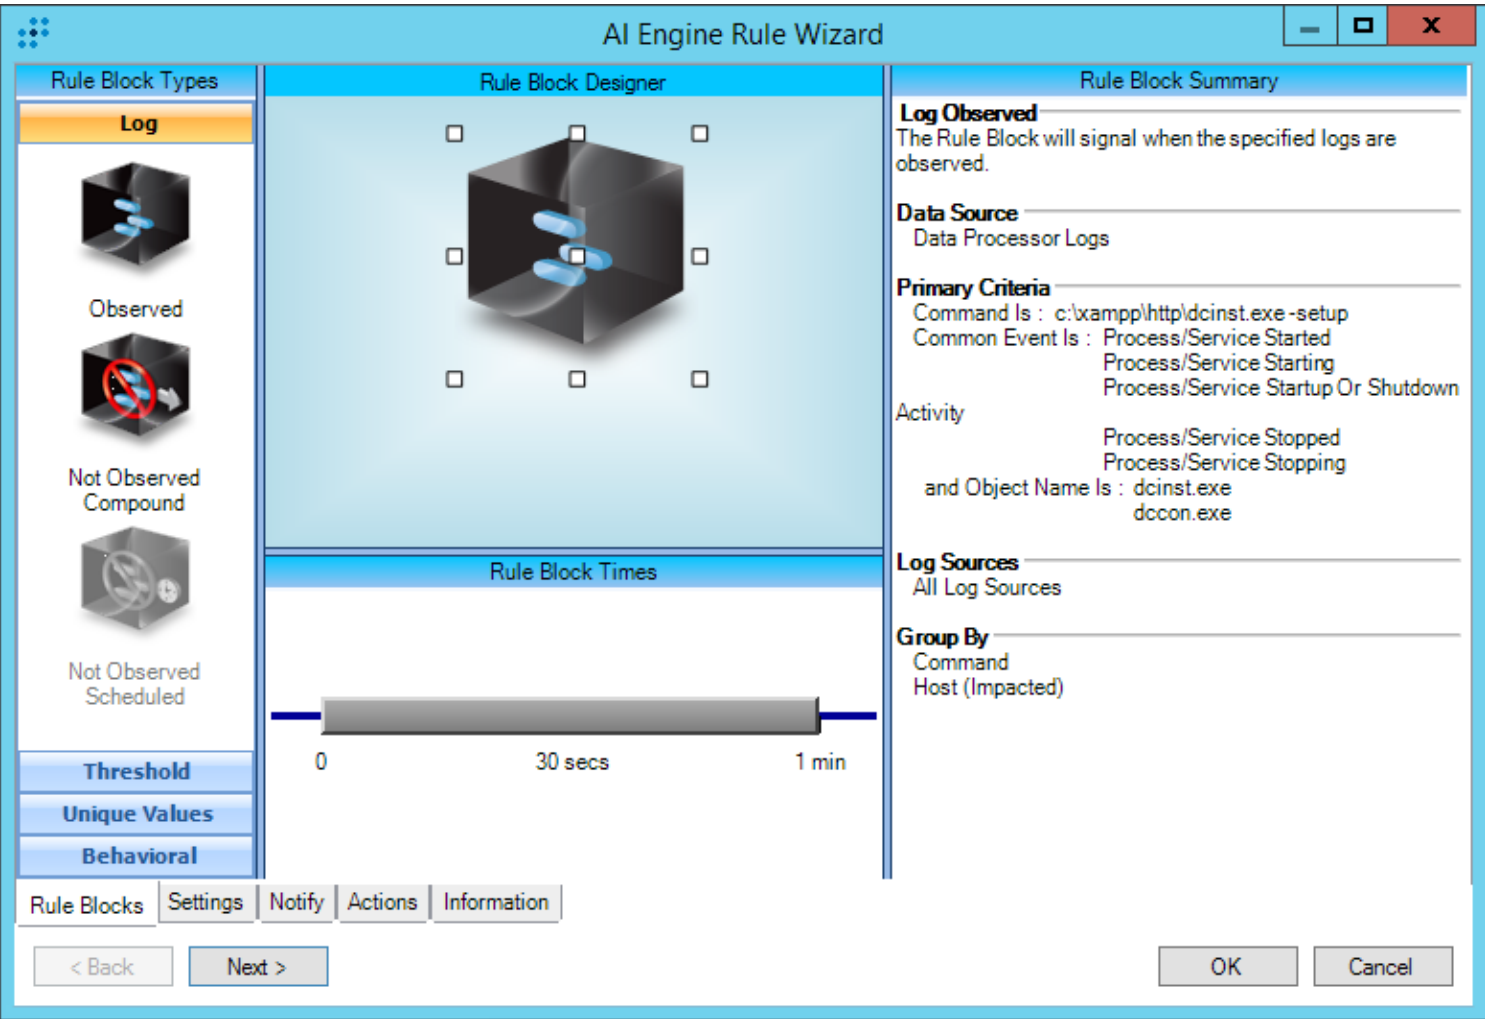 AI Engine Rule Wizard
Rule Block Types
Log
Observed
Not Observed
Compound
Not Observed
Scheduled
Threshold
Unique Values
Behavioral
Rule Block Designer
Rule Block Times
0 30 secs 1 min
Rule Block Summary
Log Observed
The Rule Block will signal when the specified logs are
observed.
Data Source
Data Processor Logs
Primary Criteria
Command Is : c:\xampp\http\dcinst.exe -setup
Common Event Is : Process/Service Started
Process/Service Starting
Process/Service Startup Or Shutdown
Activity
Process/Service Stopped
Process/Service Stopping
and Object Name Is : dcinst.exe
dccon.exe
Log Sources
All Log Sources
Group By
Command
Host (Impacted)
Rule Blocks Settings Notify Actions Information
< Back Next > OK Cancel